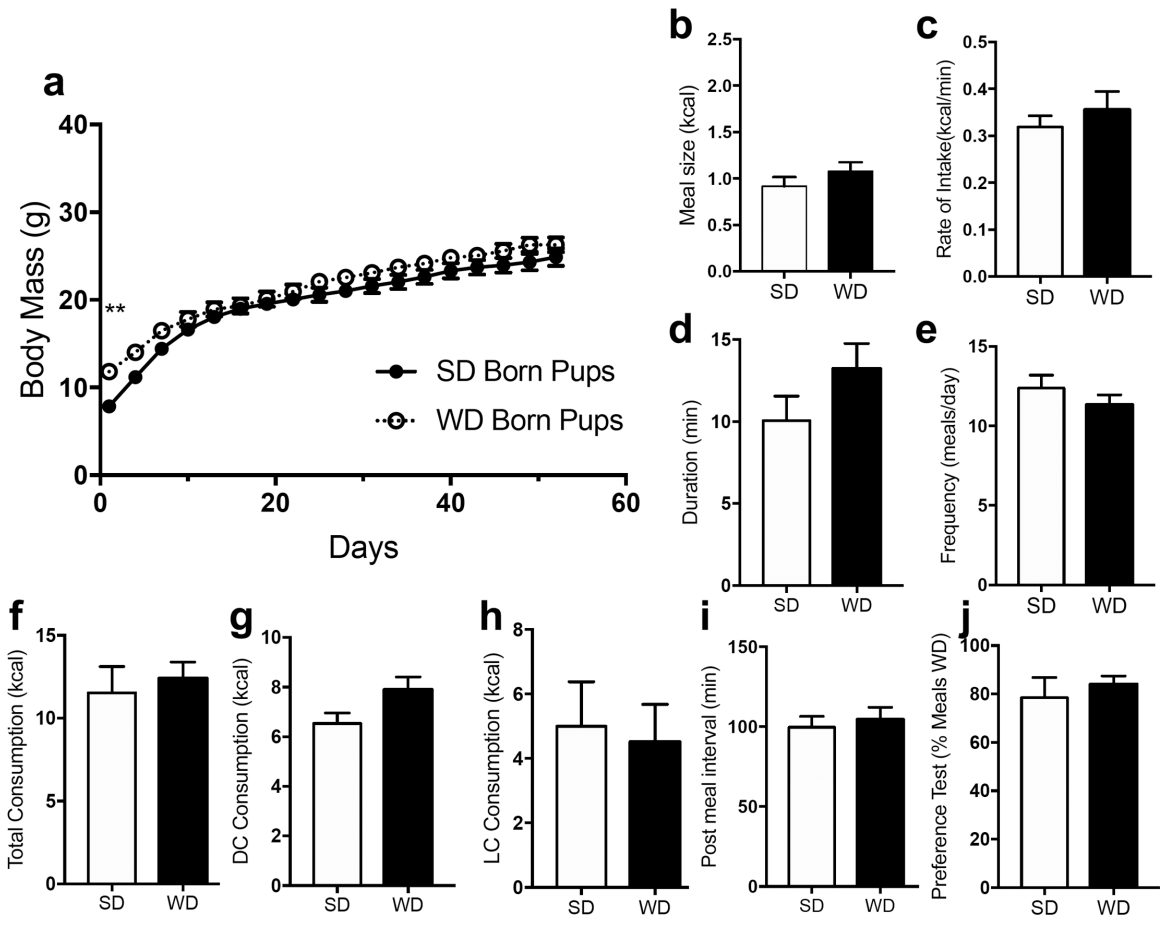 a
40
30
20
10
0
Body Mass (g)
**
SD Born Pups
WD Born Pups
0 20 40 60
Days
b
2.5
2.0
1.5
1.0
0.5
0.0
Meal size (kcal)
SD WD
c
0.5
0.4
0.3
0.2
0.1
0.0
Rate of Intake(kcal/min)
SD WD
d
15
10
5
0
Duration (min)
SD WD
e
15
10
5
0
Frequency (meals/day)
SD WD
f
15
10
5
0
Total Consumption (kcal)
SD WD
g
10
8
6
4
2
0
DC Consumption (kcal)
SD WD
h
8
6
4
2
0
LC Consumption (kcal)
SD WD
i
150
100
50
0
Post meal interval (min)
SD WD
j
100
80
60
40
20
0
Preference Test (% Meals WD)
SD WD